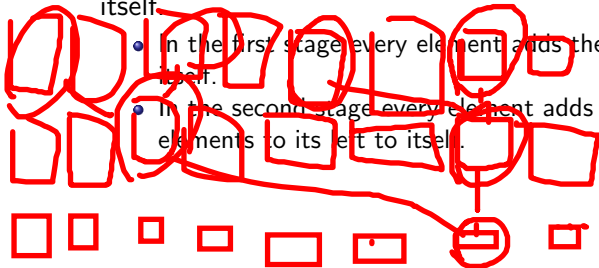 itself.
In the first stage every element adds the
itself.
In the second stage every element adds
elements to its left to itself.